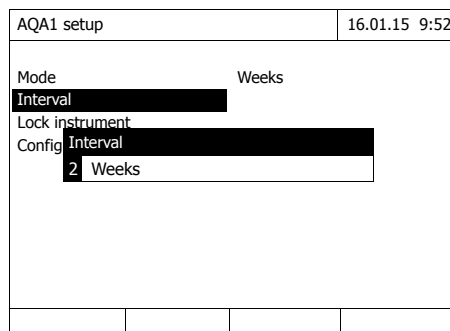 AQA1 setup 16.01.15 9:52
Mode Weeks
Interval
Lock instrument
Config
Interval
2 Weeks